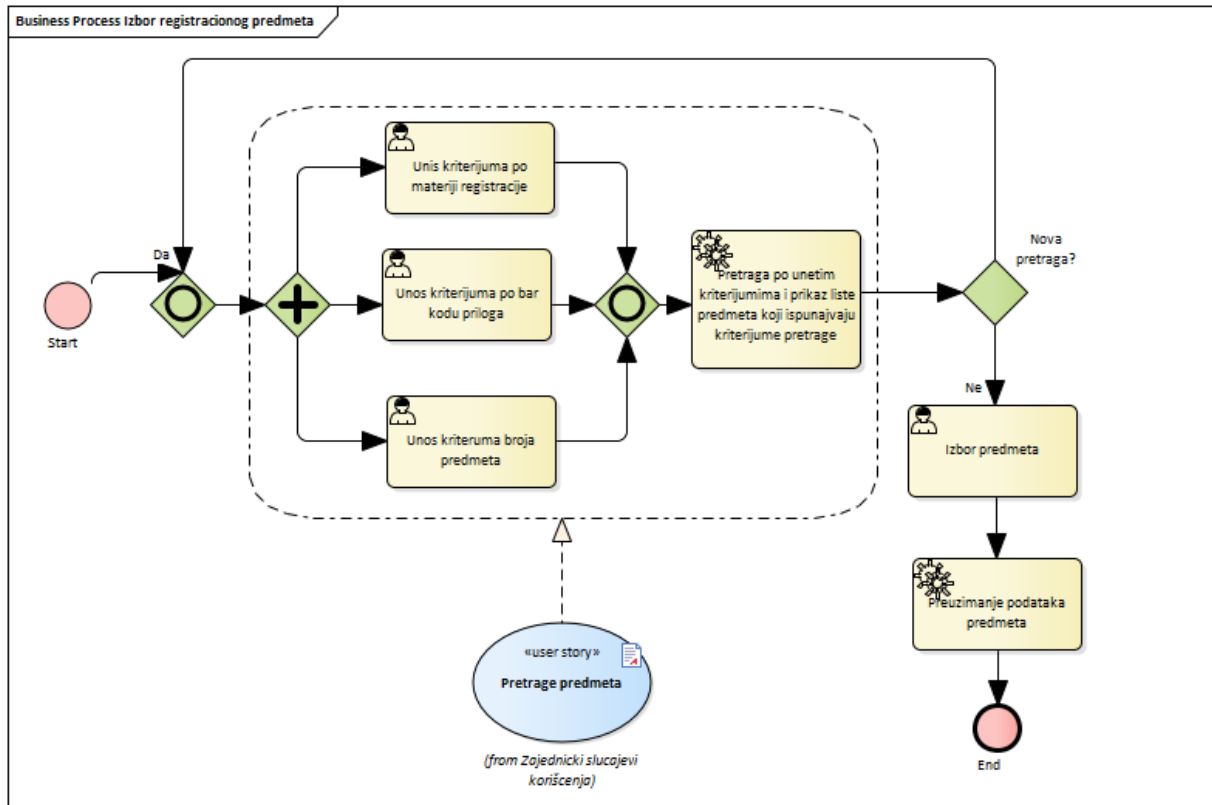 Business Process Izbor registracionog predmeta
Unis kriterijuma po
materiji registracije
Da
Nova
pretraga?
Unos kriterijuma po bar
kodu priloga
Pretraga po unetim
kriterijumima i prikaz liste
predmeta koji ispunajvaju
kriterijume pretrage
Start
Ne
Unos kriteruma broja
predmeta
Izbor predmeta
Preuzimanje podataka
predmeta
«user story»
Pretrage predmeta
(from Zajednicki slucajevi
korišcenja)
End